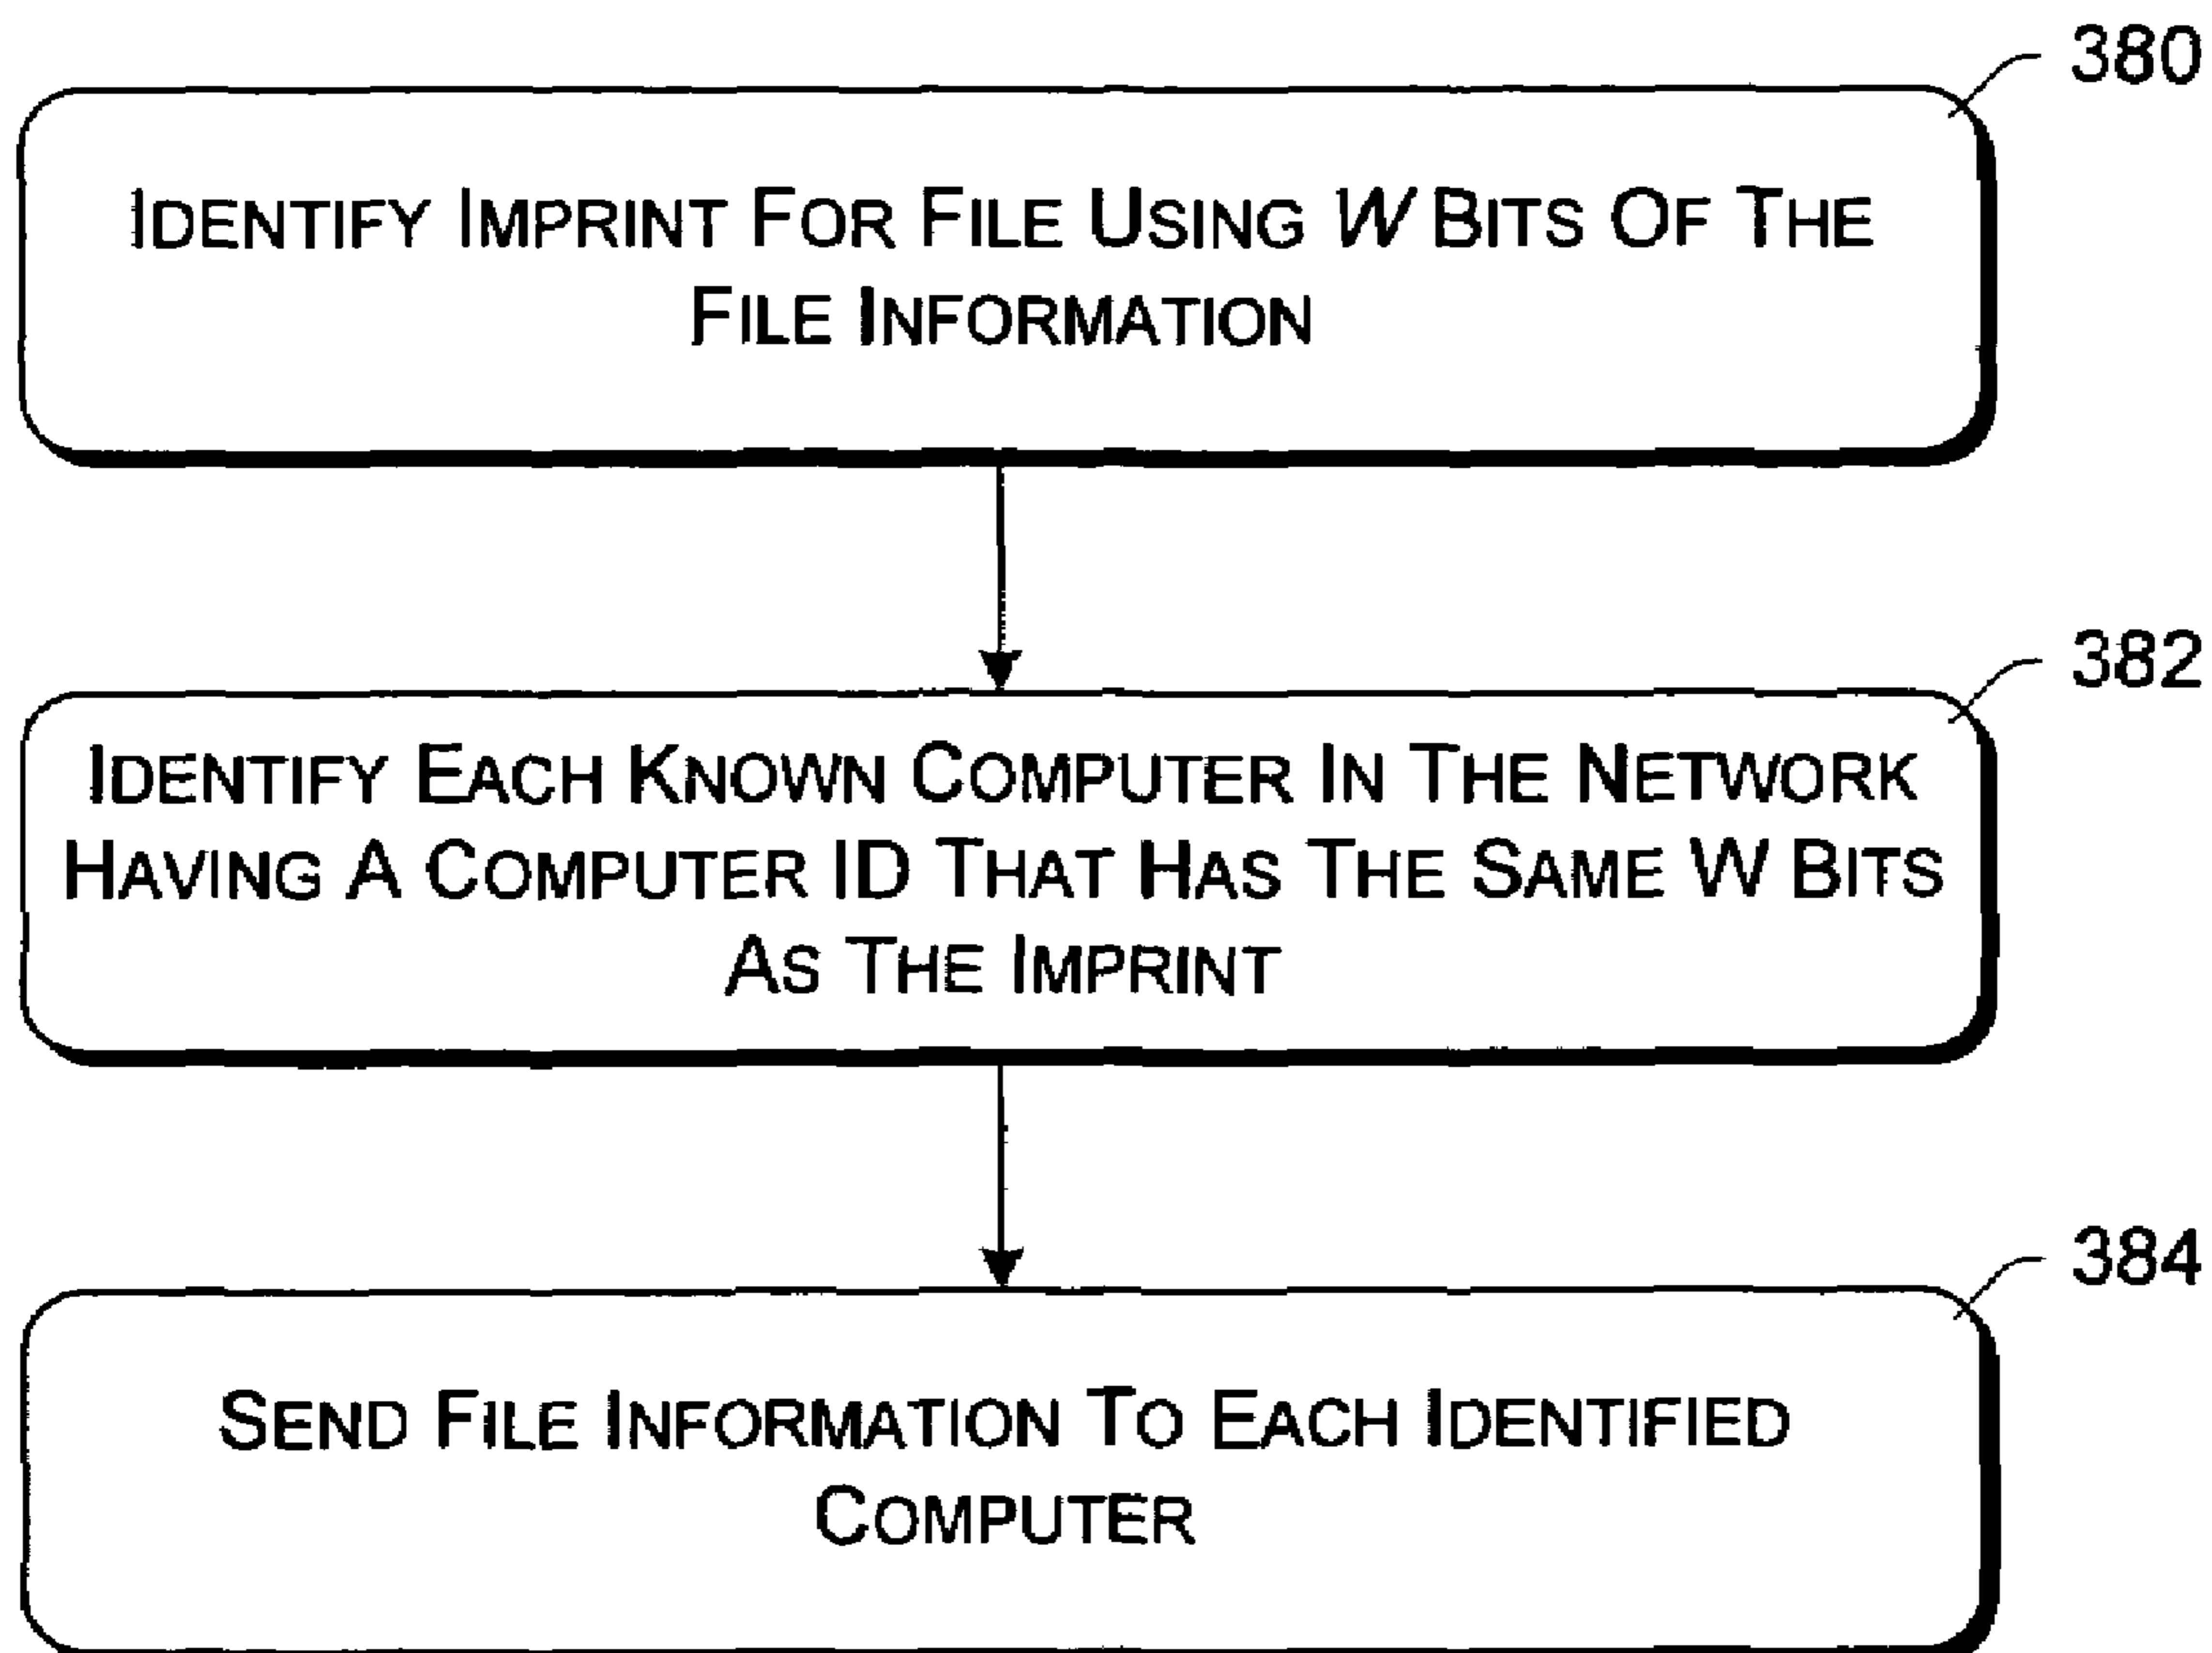 380
IDENTIFY IMPRINT FOR FILE USING W BITS OF THE
FILE INFORMATION
382
IDENTIFY EACH KNOWN COMPUTER IN THE NETWORK
HAVING A COMPUTER ID THAT HAS THE SAME W BITS
AS THE IMPRINT
384
SEND FILE INFORMATION TO EACH IDENTIFIED
COMPUTER